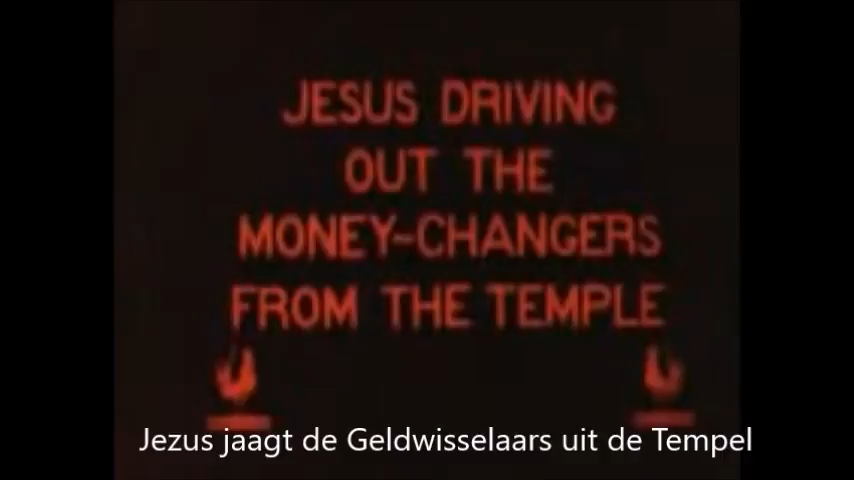 JESUS DRIVING
OUT THE
MONEY-CHANGERS
FROM THE TEMPLE
Jezus jaagt de Geldwisselaars uit de Tempel